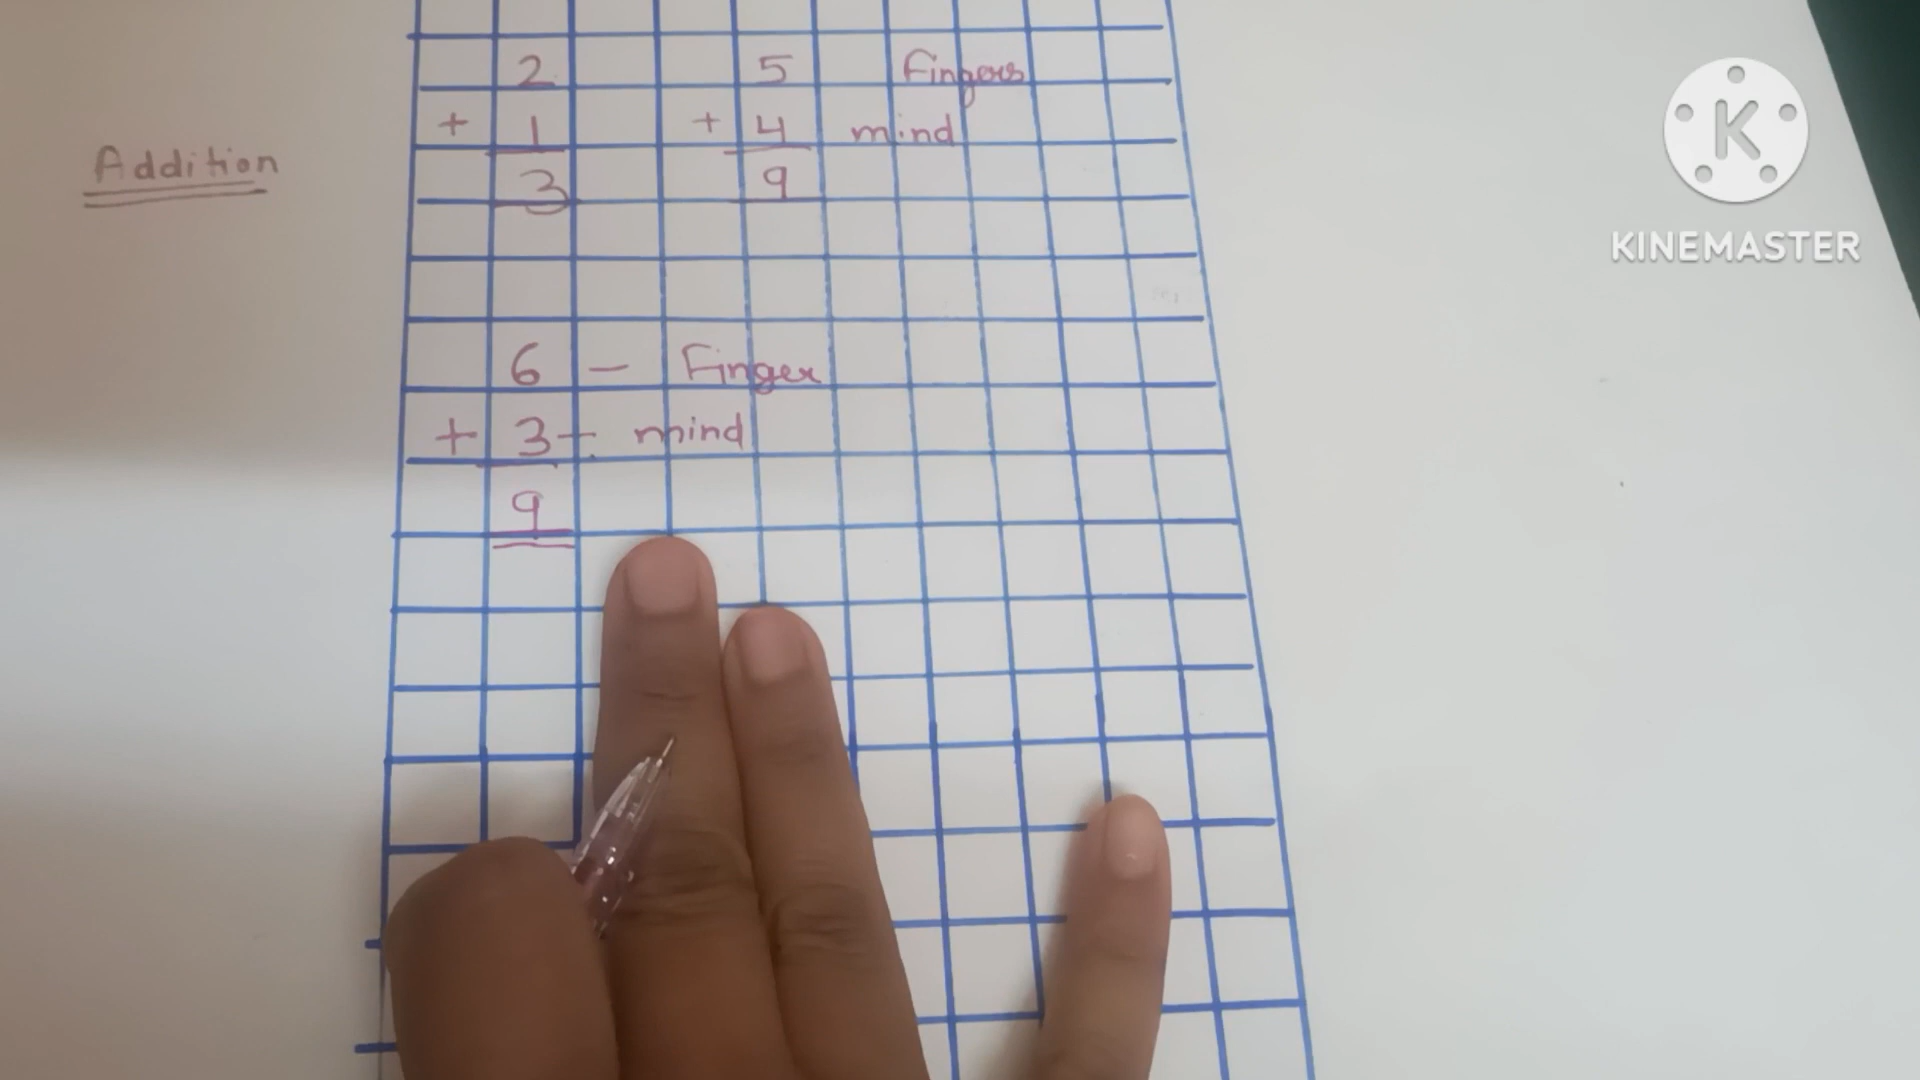 Addition
2 5 Fingers
+ 1 + 4 mind
3 9
6 - Finger
+ 3 - mind
9
K
KINEMASTER